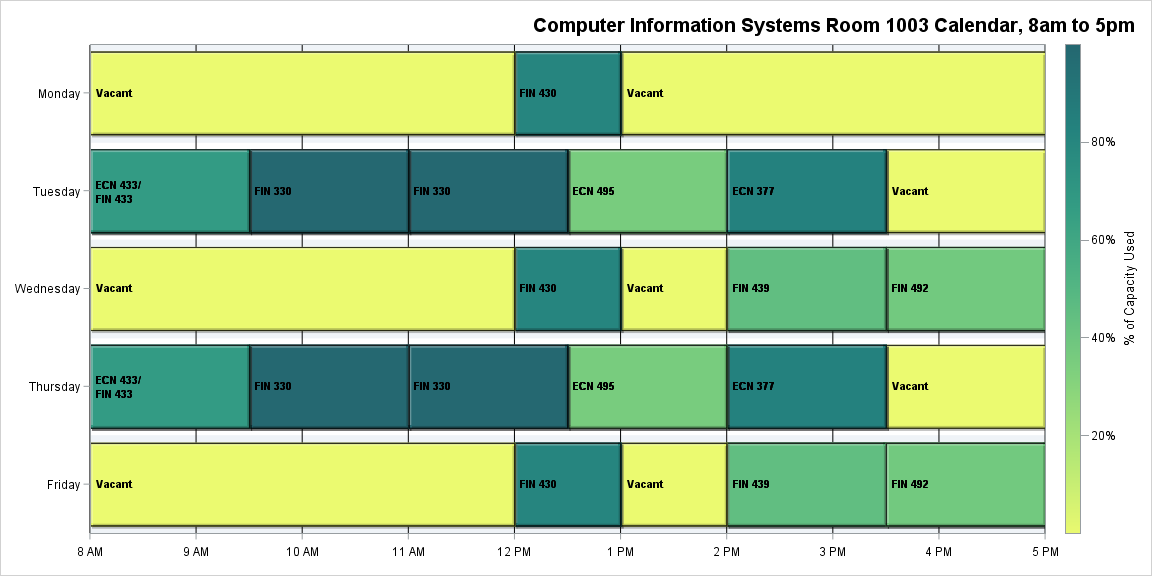 Computer Information Systems Room 1003 Calendar, 8am to 5pm
Monday
Vacant
FIN 430
Vacant
Tuesday
ECN 433/
FIN 433
FIN 330
FIN 330
ECN 495
ECN 377
Vacant
Wednesday
Vacant
FIN 430
Vacant
FIN 439
FIN 492
Thursday
ECN 433/
FIN 433
FIN 330
FIN 330
ECN 495
ECN 377
Vacant
Friday
Vacant
FIN 430
Vacant
FIN 439
FIN 492
8 AM
9 AM
10 AM
11 AM
12 PM
1 PM
2 PM
3 PM
4 PM
5 PM
80%
60%
40%
20%
% of Capacity Used